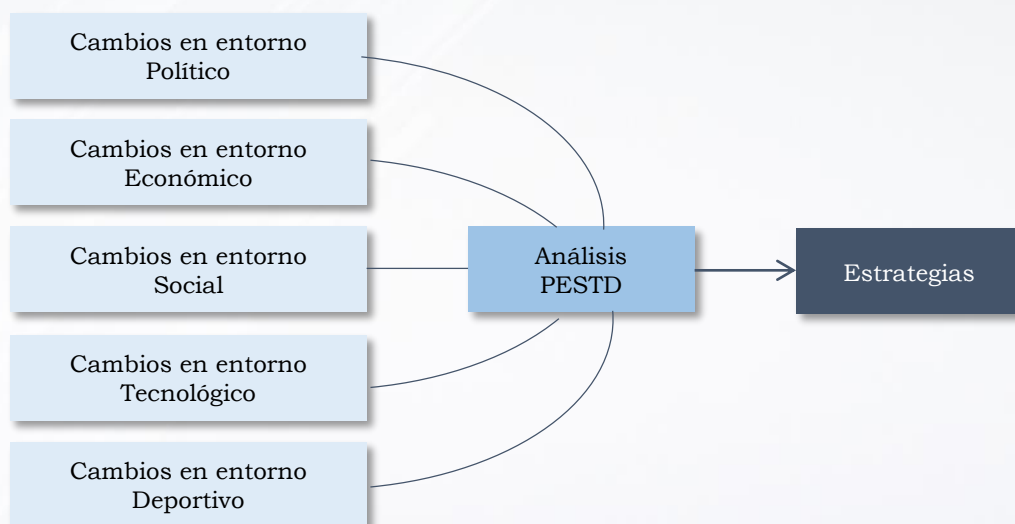 Cambios en entorno
Político
Cambios en entorno
Económico
Cambios en entorno
Social
Cambios en entorno
Tecnológico
Cambios en entorno
Deportivo
Análisis
PESTD
Estrategias